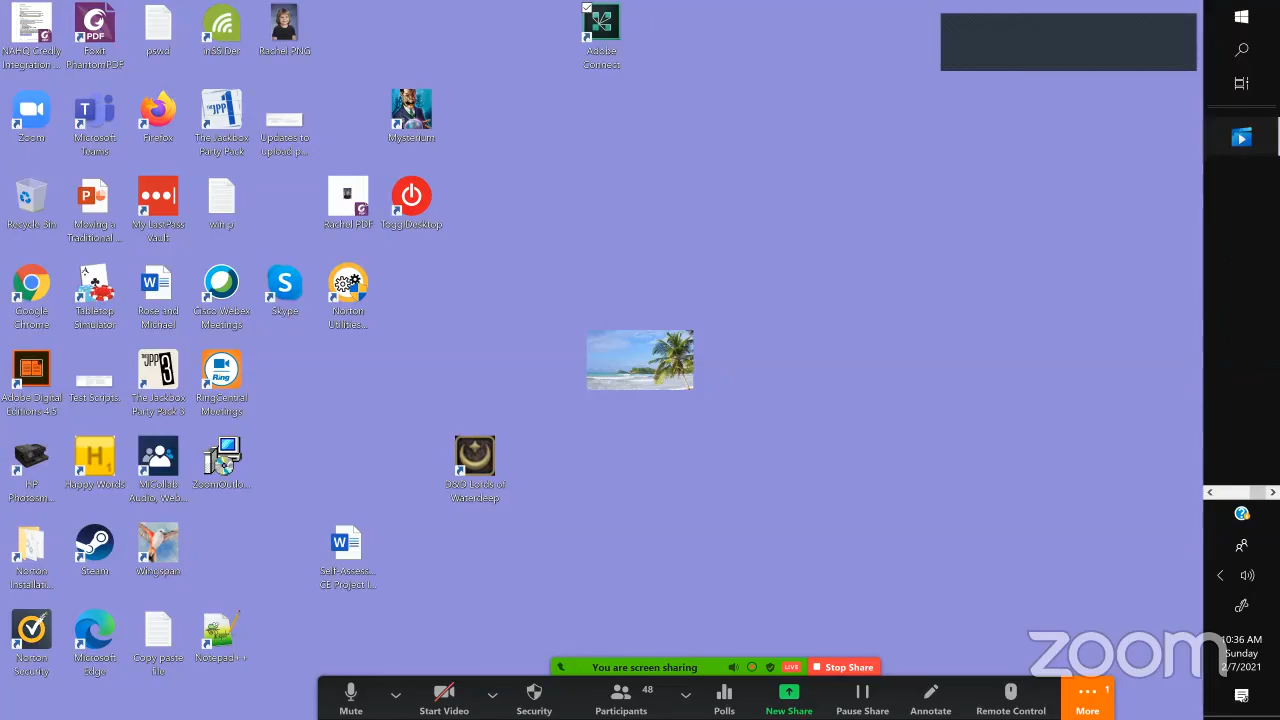 NAHQ Credly
Integration ...
Foxit
PhantomPDF
pswd
Rachel PNG
Adobe
Connect
Zoom
Microsoft
Teams
Firefox
The Jackbox
Party Pack
Updates to
upload p...
Mysterium
Recycle Bin
Moving a
Traditional ...
My LastPass
Vault
win p
Rachel PDF
Toggl Desktop
Google
Chrome
Tabletop
Simulator
Rose and
Michael
Cisco Webex
Meetings
Skype
Norton
Utilities...
Adobe Digital
Editions 4.5
Test Scripts.
The Jackbox
Party Pack 3
RingCentral
Meetings
HP
Photosm...
Happy Words
MiCollab
Audio, Web...
ZoomOutlo...
D&D Lords of
Waterdeep
Norton
Installati...
Steam
Wingspan
Self-Assess...
CE Project I...
Norton
Security
Microsoft
Edge
Copy paste
file
Notepad++
10:36 AM
Sunday
2/7/2021
zoom
You are screen sharing
LIVE
Stop Share
Mute
Start Video
Security
Participants
48
Polls
New Share
Pause Share
Annotate
Remote Control
More
1